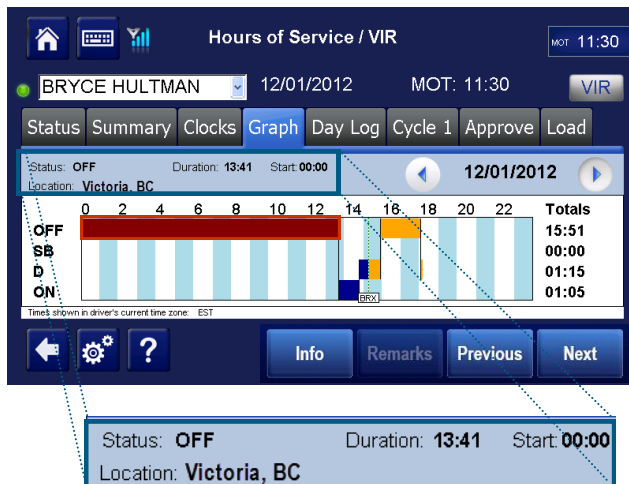 Hours of Service / VIR
MOT 11:30
BRYCE HULTMAN 12/01/2012 MOT: 11:30 VIR
Status Summary Clocks Graph Day Log Cycle 1 Approve Load
Status: OFF Duration: 13:41 Start: 00:00
Location: Victoria, BC
12/01/2012
0 2 4 6 8 10 12 14 16 18 20 22 Totals
OFF 15:51
SB 00:00
D 01:15
ON 01:05
BRX
Times shown in driver's current time zone: EST
? Info Remarks Previous Next
Status: OFF Duration: 13:41 Start: 00:00
Location: Victoria, BC